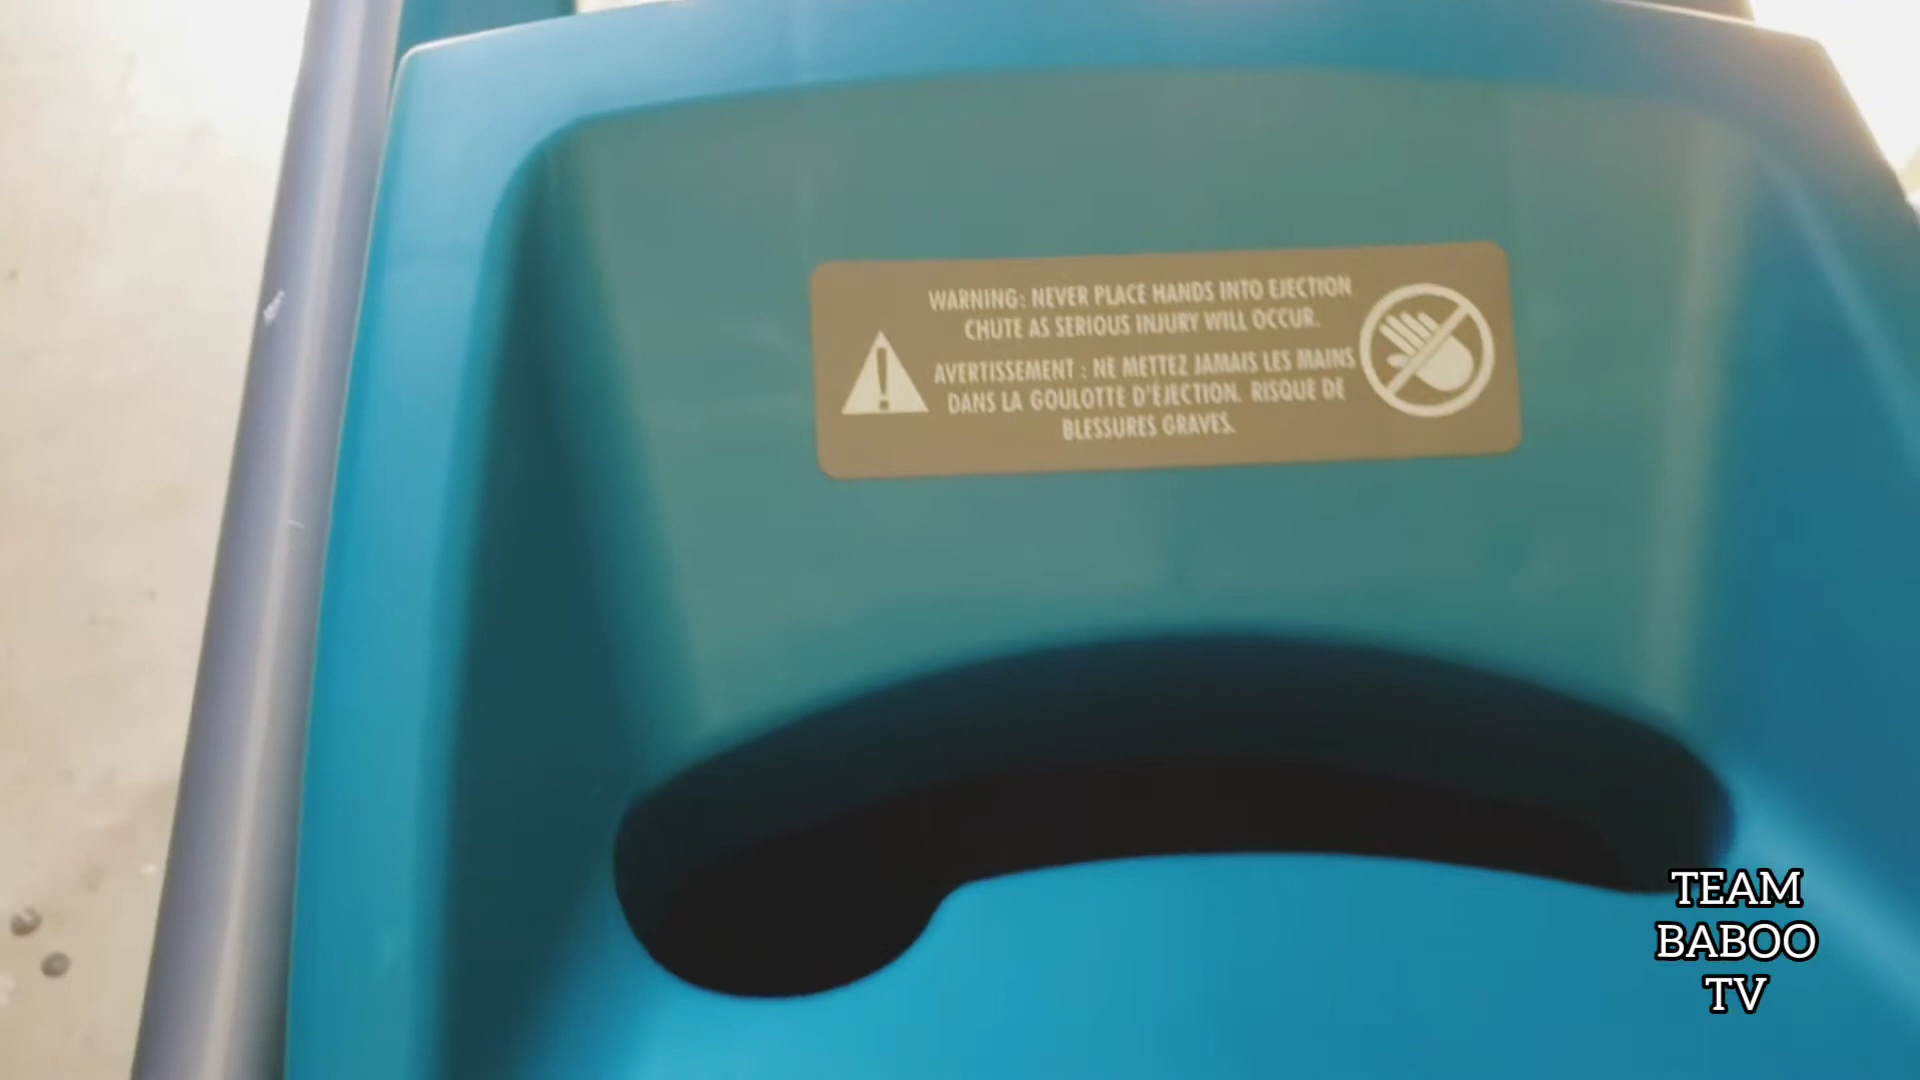 WARNING: NEVER PLACE HANDS INTO EJECTION
CHUTE AS SERIOUS INJURY WILL OCCUR.
AVERTISSEMENT : NE METTEZ JAMAIS LES MAINS
DANS LA GOULOTTE D'ÉJECTION. RISQUE DE
BLESSURES GRAVES.
TEAM
BABOO
TV